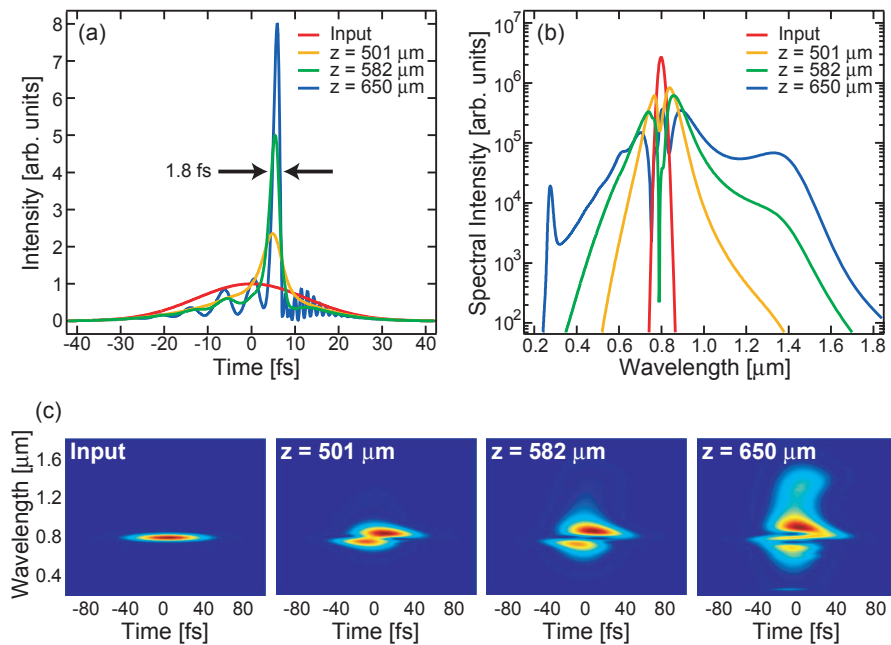 (a)
Input
z = 501 μm
z = 582 μm
z = 650 μm
1.8 fs
Intensity [arb. units]
8
7
6
5
4
3
2
1
0
-40 -30 -20 -10 0 10 20 30 40
Time [fs]
(b)
Input
z = 501 μm
z = 582 μm
z = 650 μm
Spectral Intensity [arb. units]
10^7
10^6
10^5
10^4
10^3
10^2
0.2 0.4 0.6 0.8 1.0 1.2 1.4 1.6 1.8
Wavelength [μm]
(c)
Wavelength [μm]
1.6
1.2
0.8
0.4
Input
z = 501 μm
z = 582 μm
z = 650 μm
-80 -40 0 40 80
-80 -40 0 40 80
-80 -40 0 40 80
-80 -40 0 40 80
Time [fs]
Time [fs]
Time [fs]
Time [fs]